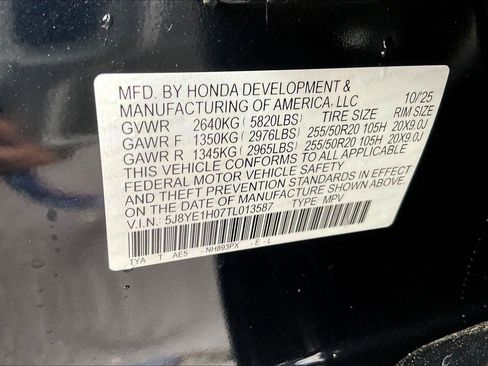 MFD. BY HONDA DEVELOPMENT &
MANUFACTURING OF AMERICA, LLC 10/25
GVWR 2640KG ( 5820LBS) TIRE SIZE RIM SIZE
GAWR F 1350KG ( 2976LBS) 255/50R20 105H 20X9.0J
GAWR R 1345KG ( 2965LBS) 255/50R20 105H 20X9.0J
THIS VEHICLE CONFORMS TO ALL APPLICABLE
FEDERAL MOTOR VEHICLE SAFETY
AND THEFT PREVENTION STANDARDS IN EFFECT
ON THE DATE OF MANUFACTURE SHOWN ABOVE.
V.I.N.: 5J8YE1H07TL013587 TYPE: MPV
TYA T AE5 - NH893PX - E - L